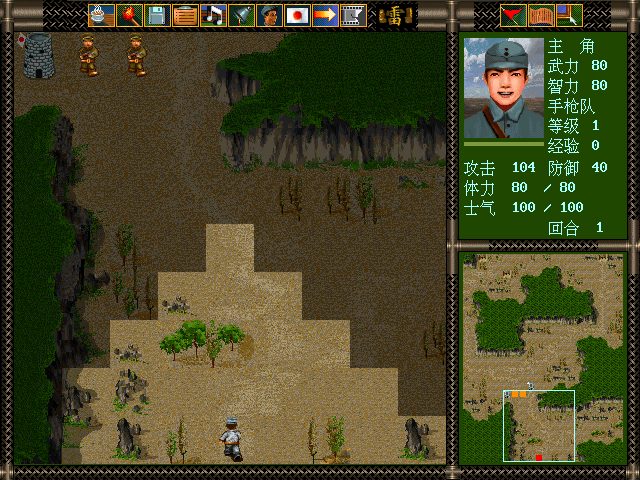 雷
主 角
武力 80
智力 80
手枪队
等级 1
经验 0
攻击 104 防御 40
体力 80 / 80
士气 100 / 100
回合 1